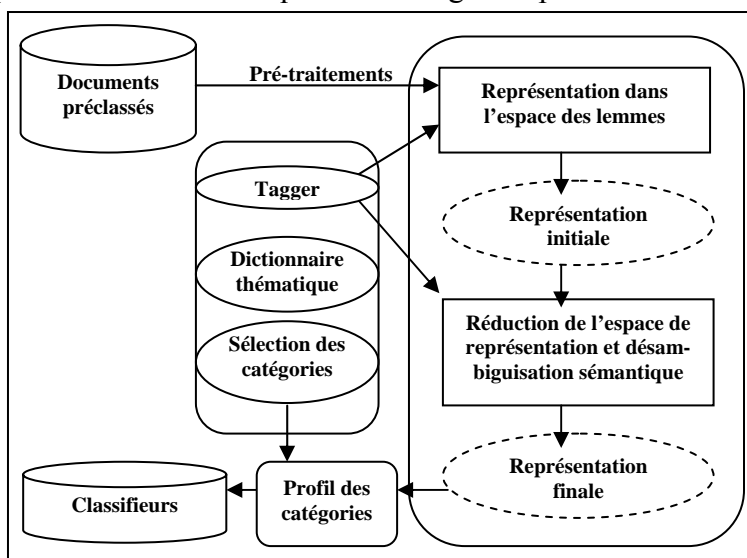 Documents
préclassés
Pré-traitements
Représentation dans
l'espace des lemmes
Tagger
Représentation
initiale
Dictionnaire
thématique
Réduction de l'espace de
représentation et désam-
biguisation sémantique
Sélection des
catégories
Représentation
finale
Profil des
catégories
Classifieurs